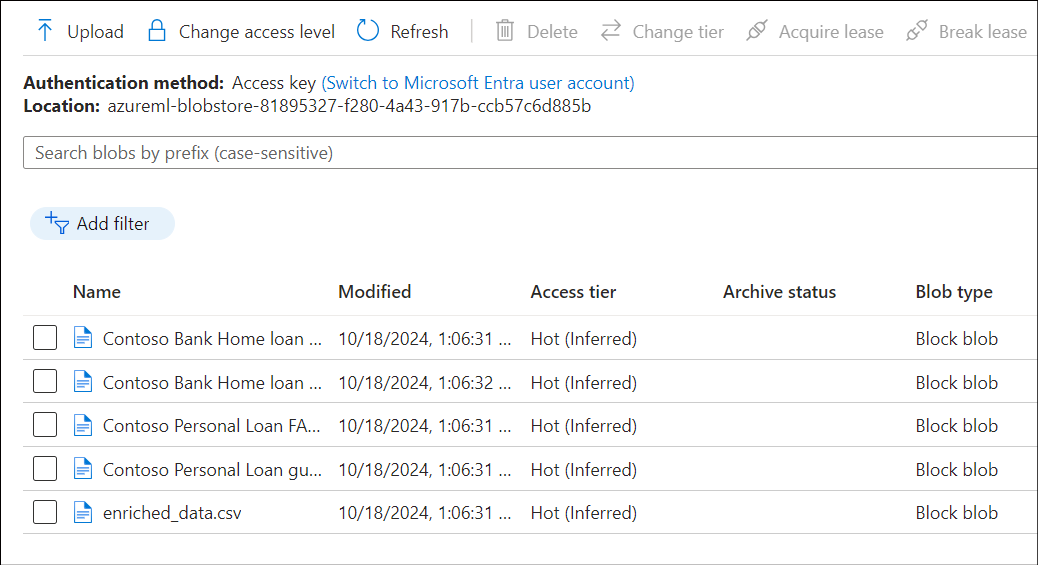 Upload Change access level Refresh Delete Change tier Acquire lease Break lease
Authentication method: Access key (Switch to Microsoft Entra user account)
Location: azureml-blobstore-81895327-f280-4a43-917b-ccb57c6d885b
Search blobs by prefix (case-sensitive)
Add filter
Name Modified Access tier Archive status Blob type
Contoso Bank Home loan ... 10/18/2024, 1:06:31 ... Hot (Inferred) Block blob
Contoso Bank Home loan ... 10/18/2024, 1:06:32 ... Hot (Inferred) Block blob
Contoso Personal Loan FA... 10/18/2024, 1:06:31 ... Hot (Inferred) Block blob
Contoso Personal Loan gu... 10/18/2024, 1:06:31 ... Hot (Inferred) Block blob
enriched_data.csv 10/18/2024, 1:06:31 ... Hot (Inferred) Block blob